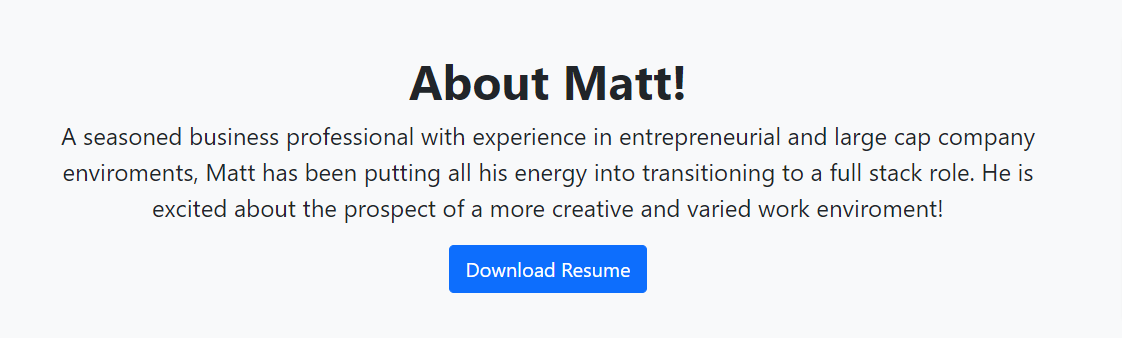 About Matt!
A seasoned business professional with experience in entrepreneurial and large cap company
enviroments, Matt has been putting all his energy into transitioning to a full stack role. He is
excited about the prospect of a more creative and varied work enviroment!
Download Resume